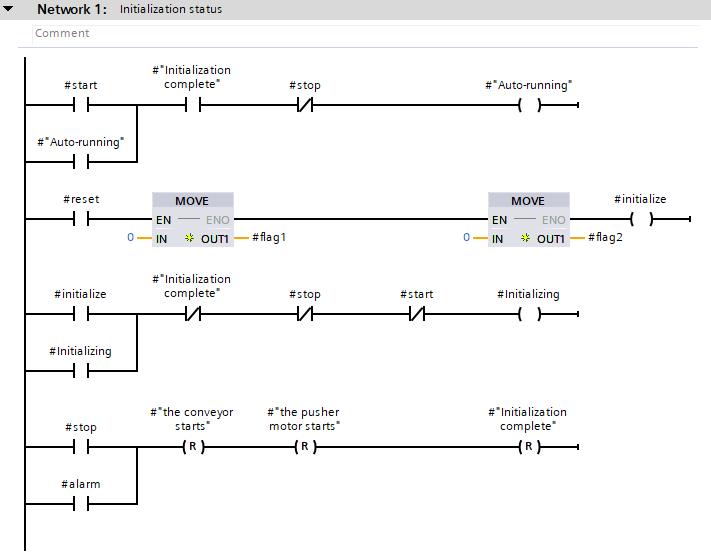 Network 1: Initialization status
Comment
#"Initialization
#start complete" #stop #"Auto-running"
#"Auto-running"
#reset MOVE MOVE #initialize
EN ENO EN ENO
0 IN OUT1 #flag1 0 IN OUT1 #flag2
#"Initialization
#initialize complete" #stop #start #Initializing
#Initializing
#"the conveyor #"the pusher #"Initialization
#stop starts" motor starts" complete"
R R R
#alarm